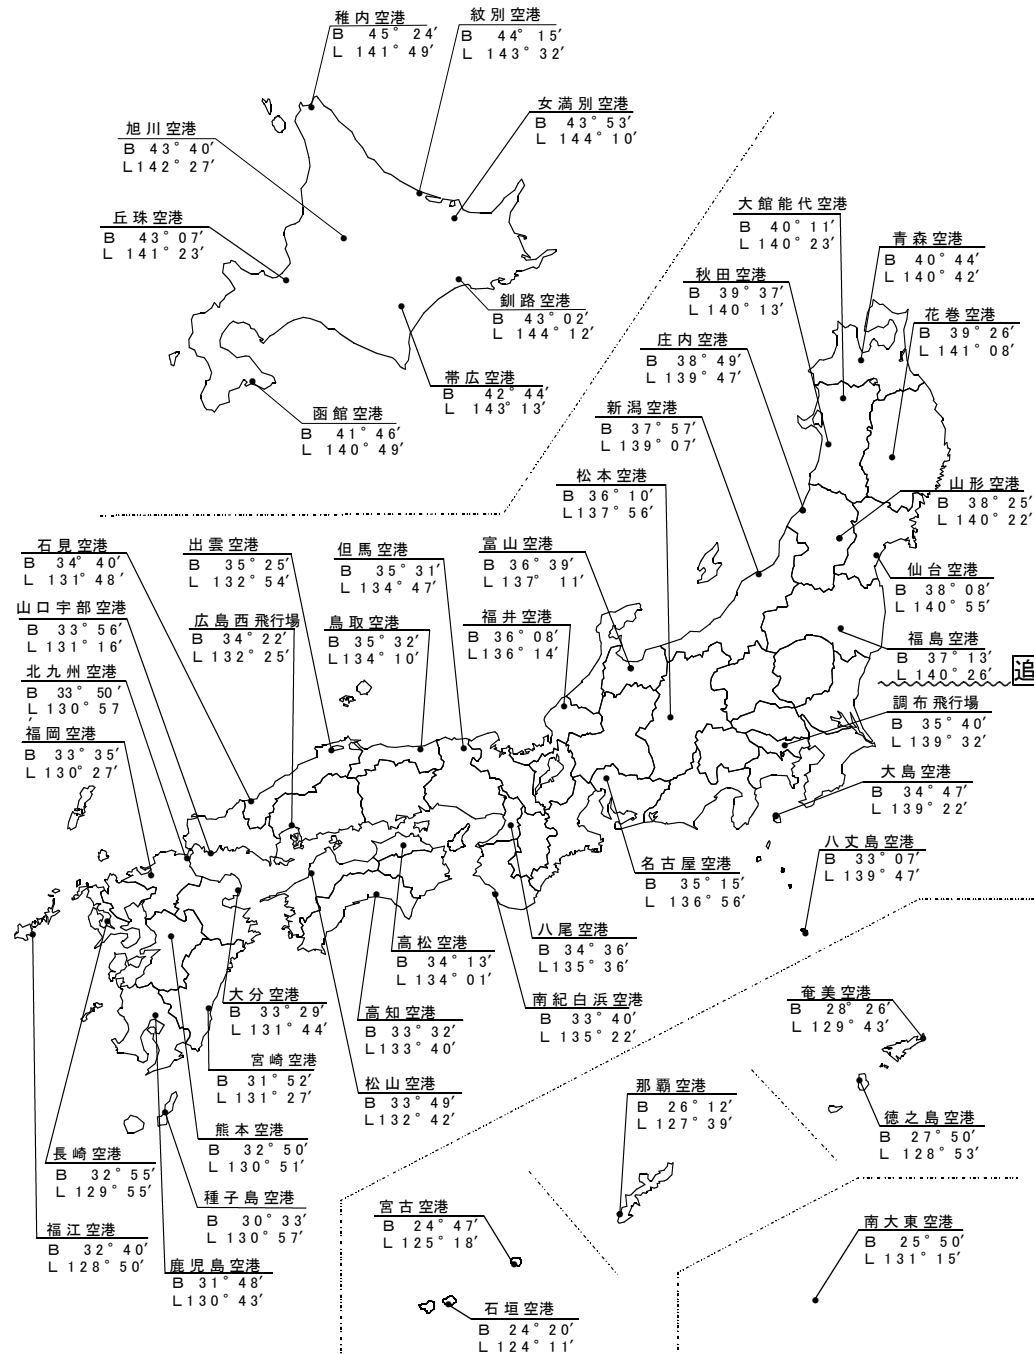 稚内空港
B 45°24′
L 141°49′
紋別空港
B 44°15′
L 143°32′
女満別空港
B 43°53′
L 144°10′
旭川空港
B 43°40′
L 142°27′
丘珠空港
B 43°07′
L 141°23′
釧路空港
B 43°02′
L 144°12′
帯広空港
B 42°44′
L 143°13′
函館空港
B 41°46′
L 140°49′
大館能代空港
B 40°11′
L 140°23′
青森空港
B 40°44′
L 140°42′
秋田空港
B 39°37′
L 140°13′
花巻空港
B 39°26′
L 141°08′
庄内空港
B 38°49′
L 139°47′
新潟空港
B 37°57′
L 139°07′
松本空港
B 36°10′
L 137°56′
山形空港
B 38°25′
L 140°22′
富山空港
B 36°39′
L 137°11′
仙台空港
B 38°08′
L 140°55′
福井空港
B 36°08′
L 136°14′
福島空港
B 37°13′
L 140°26′
追
石見空港
B 34°40′
L 131°48′
出雲空港
B 35°25′
L 132°54′
但馬空港
B 35°31′
L 134°47′
山口宇部空港
B 33°56′
L 131°16′
広島西飛行場
B 34°22′
L 132°25′
鳥取空港
B 35°32′
L 134°10′
北九州空港
B 33°50′
L 130°57′
福岡空港
B 33°35′
L 130°27′
調布飛行場
B 35°40′
L 139°32′
大島空港
B 34°47′
L 139°22′
八丈島空港
B 33°07′
L 139°47′
名古屋空港
B 35°15′
L 136°56′
八尾空港
B 34°36′
L 135°36′
高松空港
B 34°13′
L 134°01′
南紀白浜空港
B 33°40′
L 135°22′
大分空港
B 33°29′
L 131°44′
高知空港
B 33°32′
L 133°40′
宮崎空港
B 31°52′
L 131°27′
松山空港
B 33°49′
L 132°42′
熊本空港
B 32°50′
L 130°51′
長崎空港
B 32°55′
L 129°55′
種子島空港
B 30°33′
L 130°57′
福江空港
B 32°40′
L 128°50′
鹿児島空港
B 31°48′
L 130°43′
奄美空港
B 28°26′
L 129°43′
那覇空港
B 26°12′
L 127°39′
徳之島空港
B 27°50′
L 128°53′
宮古空港
B 24°47′
L 125°18′
南大東空港
B 25°50′
L 131°15′
石垣空港
B 24°20′
L 124°11′